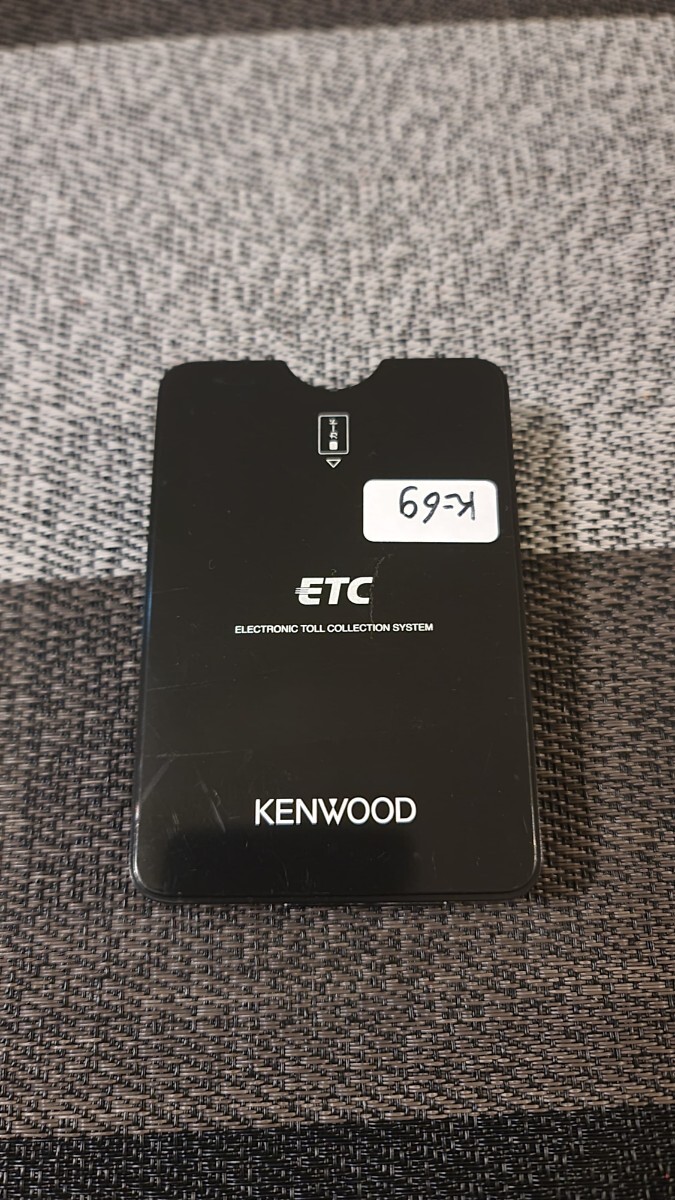 K-69
ETC
ELECTRONIC TOLL COLLECTION SYSTEM
KENWOOD